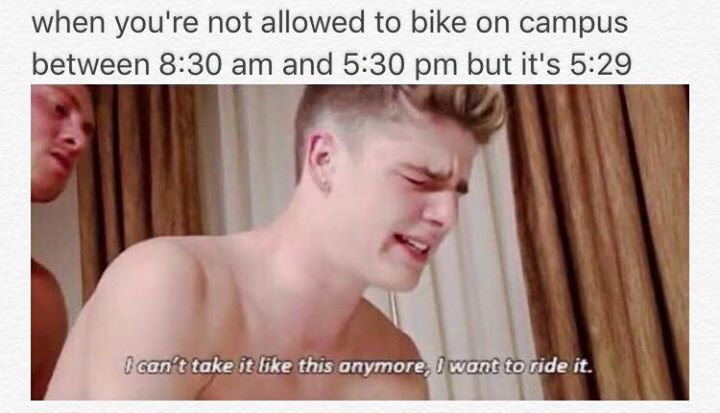 when you're not allowed to bike on campus
between 8:30 am and 5:30 pm but it's 5:29
I can't take it like this anymore, I want to ride it.